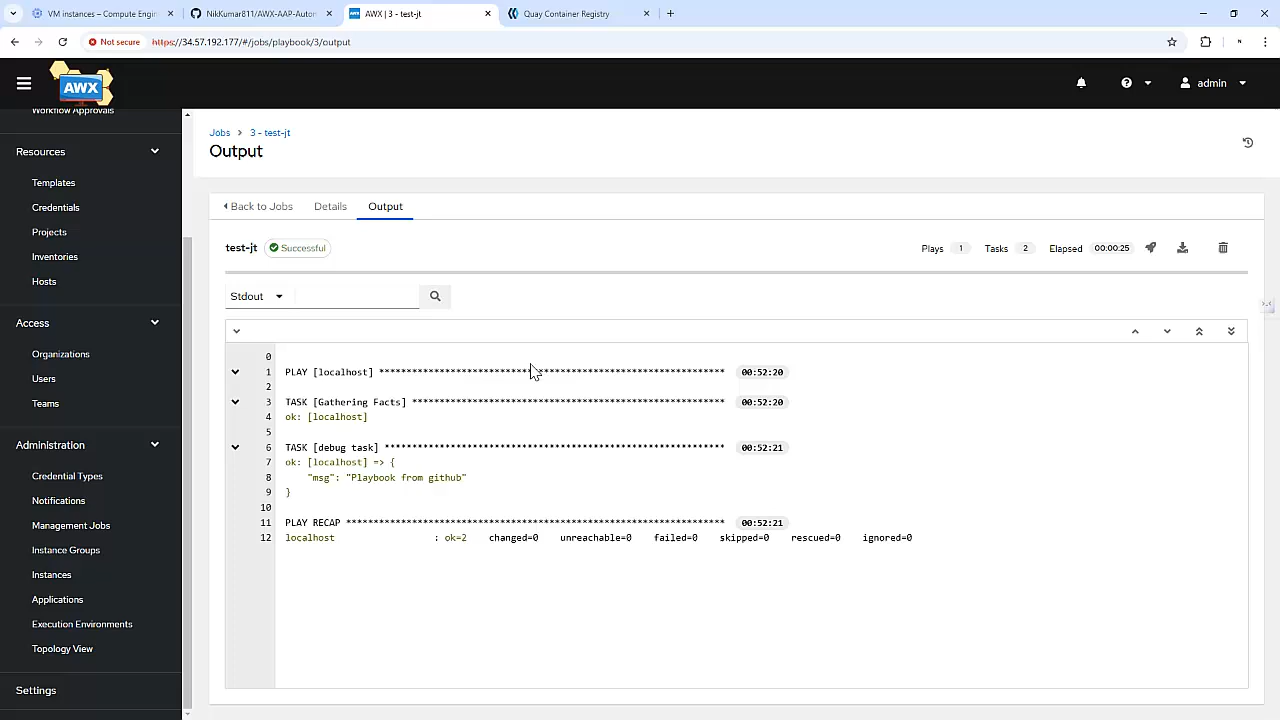 VM instances – Compute Engin
NikKumar811/AWX-AAP-Autor
AWX | 3 - test-jt
Quay Container Registry
Not secure
https://34.57.192.177/#/jobs/playbook/3/output
AWX
admin
Workflow Approvals
Resources
Templates
Credentials
Projects
Inventories
Hosts
Access
Organizations
Users
Teams
Administration
Credential Types
Notifications
Management Jobs
Instance Groups
Instances
Applications
Execution Environments
Topology View
Settings
Jobs > 3 - test-jt
Output
Back to Jobs Details Output
test-jt Successful Plays 1 Tasks 2 Elapsed 00:00:25
Stdout
0
1 PLAY [localhost] **************************************************************** 00:52:20
2
3 TASK [Gathering Facts] ********************************************************* 00:52:20
4 ok: [localhost]
5
6 TASK [debug task] ************************************************************** 00:52:21
7 ok: [localhost] => {
8 "msg": "Playbook from github"
9 }
10
11 PLAY RECAP ********************************************************************* 00:52:21
12 localhost : ok=2 changed=0 unreachable=0 failed=0 skipped=0 rescued=0 ignored=0